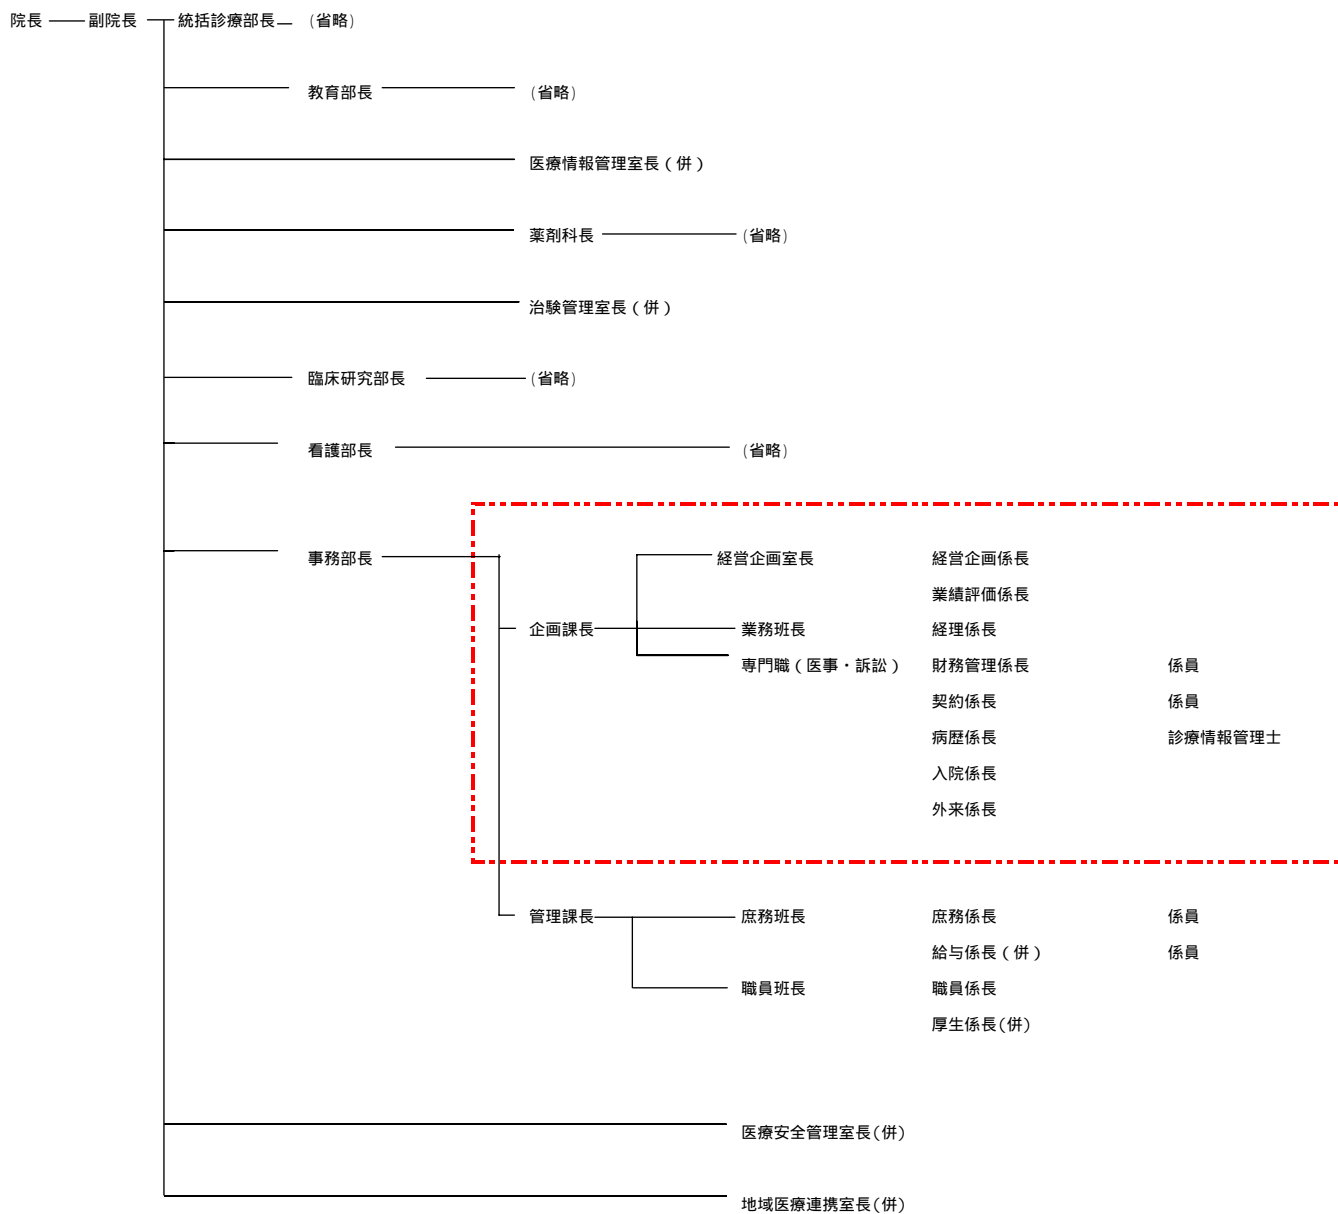 院長 副院長 統括診療部長 (省略)
教育部長 (省略)
医療情報管理室長(併)
薬剤科長 (省略)
治験管理室長(併)
臨床研究部長 (省略)
看護部長 (省略)
事務部長 経営企画室長 経営企画係長
業績評価係長
企画課長 業務班長 経理係長
専門職(医事・訴訟) 財務管理係長 係員
契約係長 係員
病歴係長 診療情報管理士
入院係長
外来係長
管理課長 庶務班長 庶務係長 係員
給与係長(併) 係員
職員班長 職員係長
厚生係長(併)
医療安全管理室長(併)
地域医療連携室長(併)